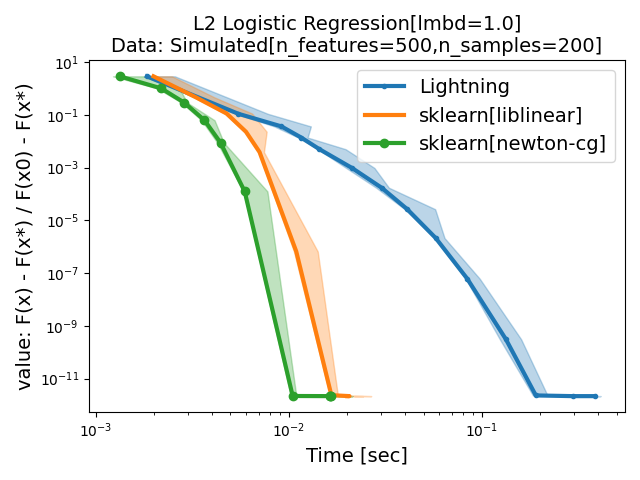 L2 Logistic Regression[lmbd=1.0]
Data: Simulated[n_features=500,n_samples=200]
value: F(x) - F(x*) / F(x0) - F(x*)
10¹
10⁻¹
10⁻³
10⁻⁵
10⁻⁷
10⁻⁹
10⁻¹¹
Lightning
sklearn[liblinear]
sklearn[newton-cg]
10⁻³ 10⁻² 10⁻¹
Time [sec]